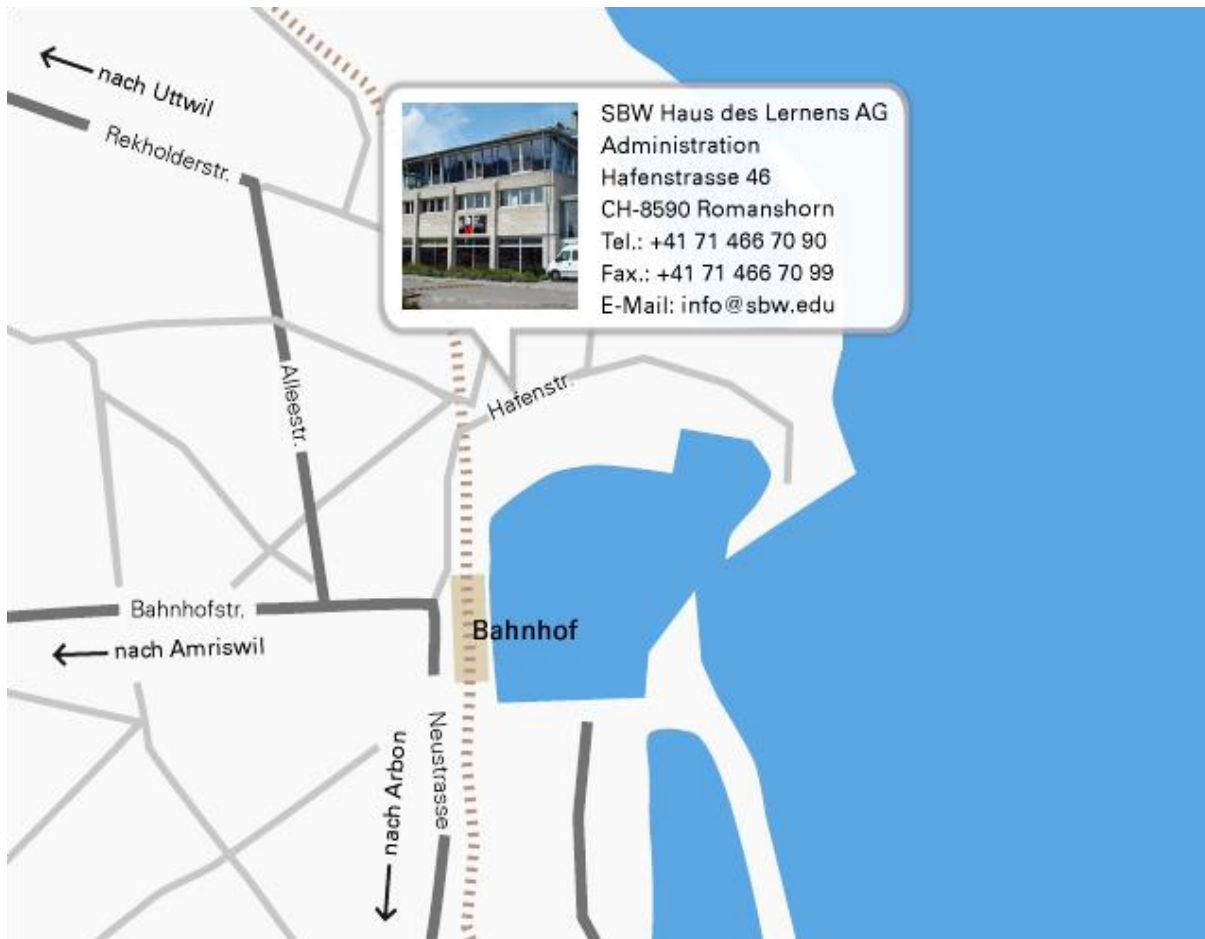 nach Uttwil
Rekholderstr.
SBW Haus des Lernens AG
Administration
Hafenstrasse 46
CH-8590 Romanshorn
Tel.: +41 71 466 70 90
Fax.: +41 71 466 70 99
E-Mail: info@sbw.edu
Alleestr.
Hafenstr.
Bahnhofstr.
nach Amriswil
Bahnhof
Neustrasse
nach Arbon